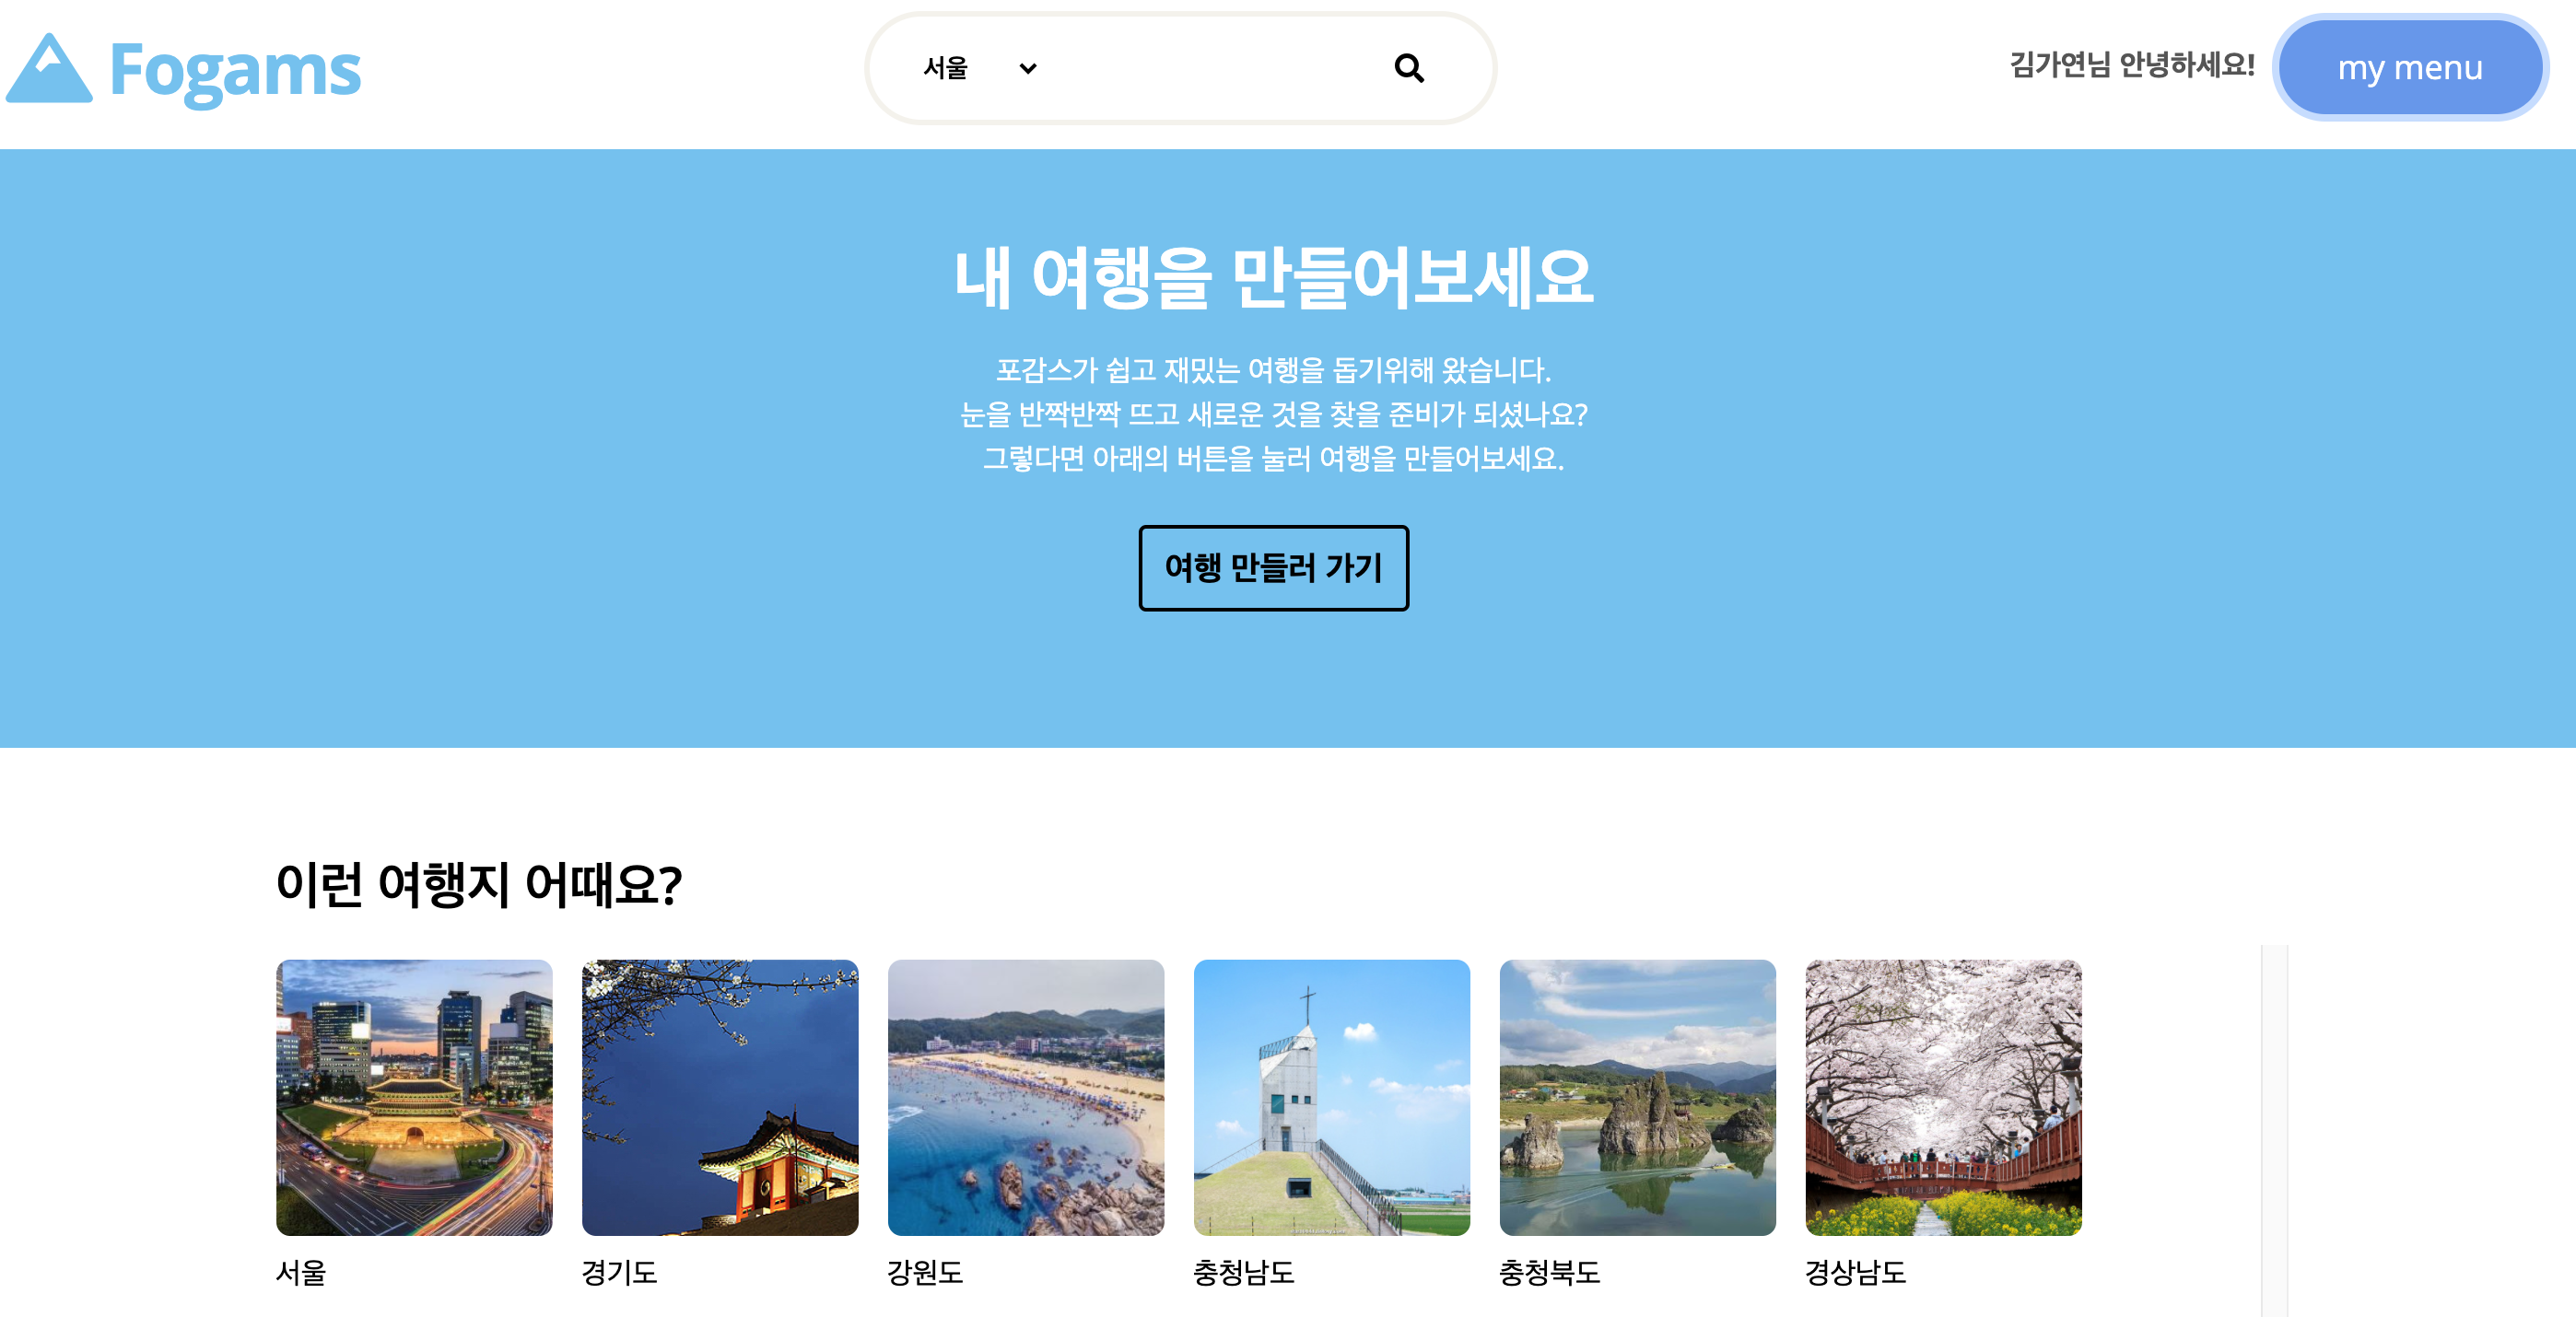 Fogams
서울
김가연님 안녕하세요!
my menu
내 여행을 만들어보세요
포감스가 쉽고 재밌는 여행을 돕기위해 왔습니다.
눈을 반짝반짝 뜨고 새로운 것을 찾을 준비가 되셨나요?
그렇다면 아래의 버튼을 눌러 여행을 만들어보세요.
여행 만들러 가기
이런 여행지 어때요?
서울
경기도
강원도
충청남도
충청북도
경상남도